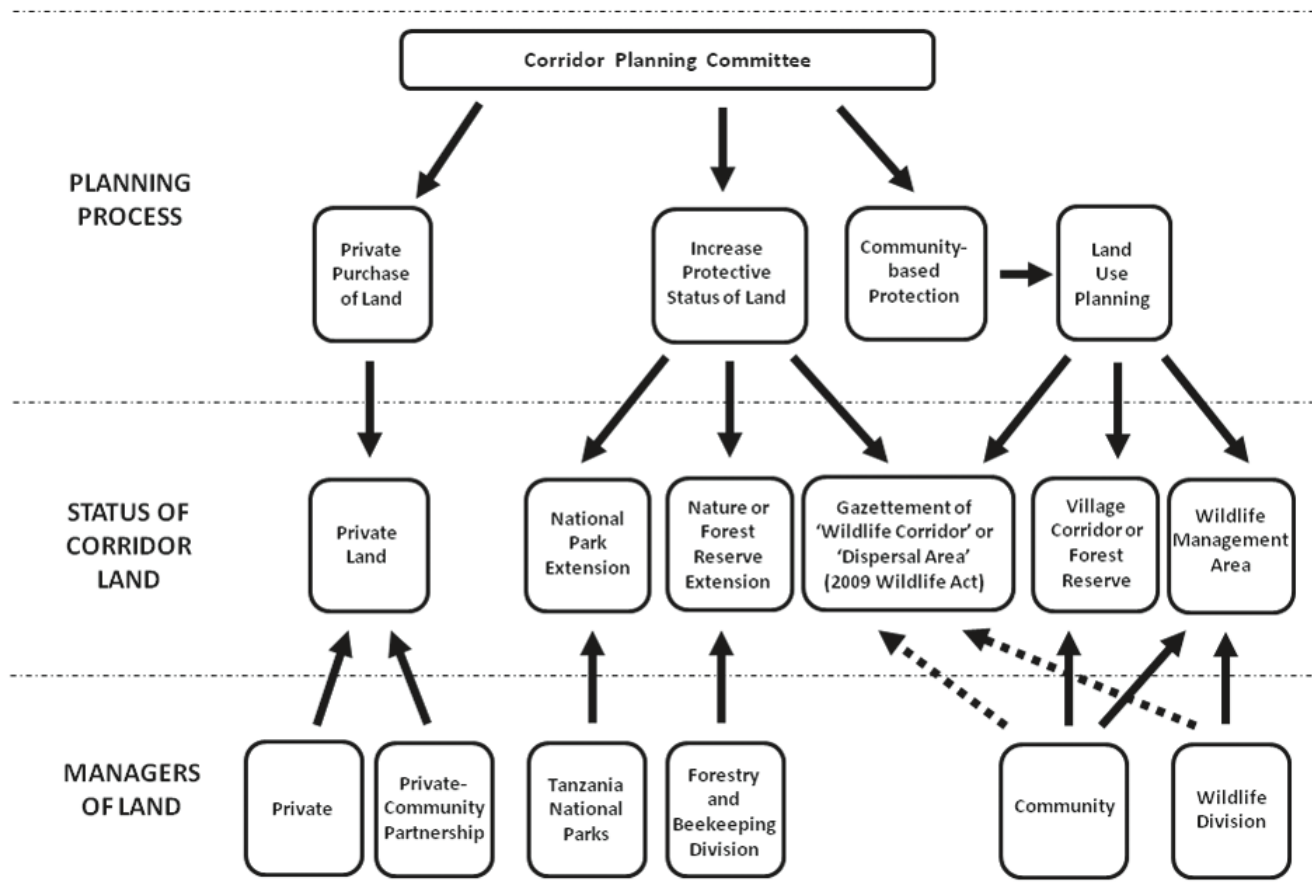 Corridor Planning Committee
PLANNING
PROCESS
Private
Purchase
of Land
Increase
Protective
Status of Land
Community-
based
Protection
Land
Use
Planning
STATUS OF
CORRIDOR
LAND
Private
Land
National
Park
Extension
Nature or
Forest
Reserve
Extension
Gazettement of
‘Wildlife Corridor’ or
‘Dispersal Area’
(2009 Wildlife Act)
Village
Corridor or
Forest
Reserve
Wildlife
Management
Area
MANAGERS
OF LAND
Private
Private-
Community
Partnership
Tanzania
National
Parks
Forestry
and
Beekeeping
Division
Community
Wildlife
Division